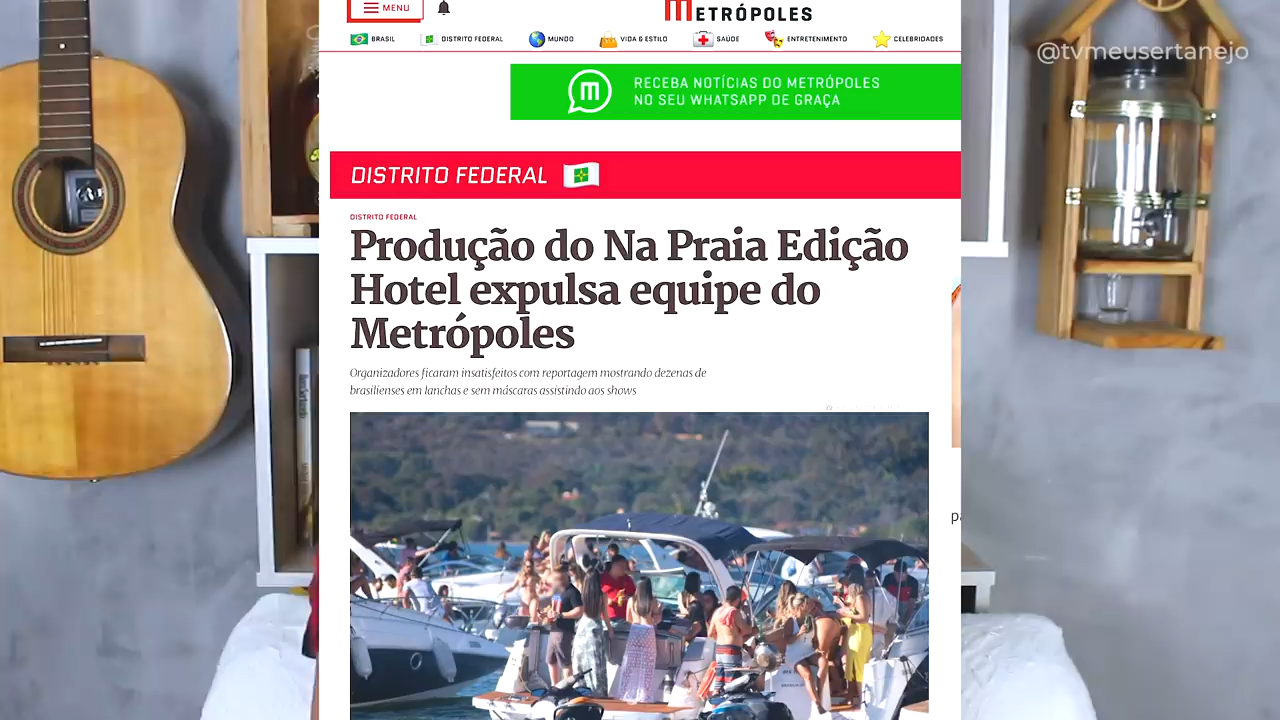 MENU
METRÓPOLES
BRASIL
DISTRITO FEDERAL
MUNDO
VIDA & ESTILO
SAÚDE
ENTRETENIMENTO
CELEBRIDADES
@tvmeusertanejo
RECEBA NOTÍCIAS DO METRÓPOLES
NO SEU WHATSAPP DE GRAÇA
DISTRITO FEDERAL
DISTRITO FEDERAL
Produção do Na Praia Edição
Hotel expulsa equipe do
Metrópoles
Organizadores ficaram insatisfeitos com reportagem mostrando dezenas de
brasilienses em lanchas e sem máscaras assistindo aos shows